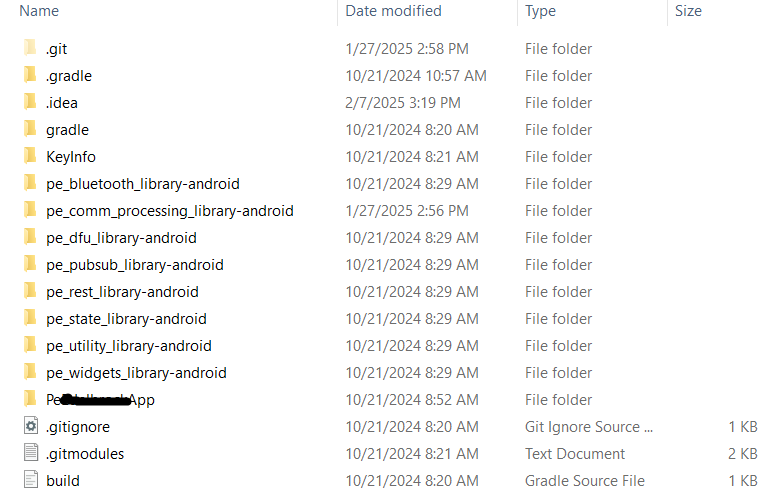 Name Date modified Type Size
.git 1/27/2025 2:58 PM File folder
.gradle 10/21/2024 10:57 AM File folder
.idea 2/7/2025 3:19 PM File folder
gradle 10/21/2024 8:20 AM File folder
KeyInfo 10/21/2024 8:21 AM File folder
pe_bluetooth_library-android 10/21/2024 8:29 AM File folder
pe_comm_processing_library-android 1/27/2025 2:56 PM File folder
pe_dfu_library-android 10/21/2024 8:29 AM File folder
pe_pubsub_library-android 10/21/2024 8:29 AM File folder
pe_rest_library-android 10/21/2024 8:29 AM File folder
pe_state_library-android 10/21/2024 8:29 AM File folder
pe_utility_library-android 10/21/2024 8:29 AM File folder
pe_widgets_library-android 10/21/2024 8:29 AM File folder
App 10/21/2024 8:52 AM File folder
.gitignore 10/21/2024 8:20 AM Git Ignore Source ... 1 KB
.gitmodules 10/21/2024 8:21 AM Text Document 2 KB
build 10/21/2024 8:20 AM Gradle Source File 1 KB